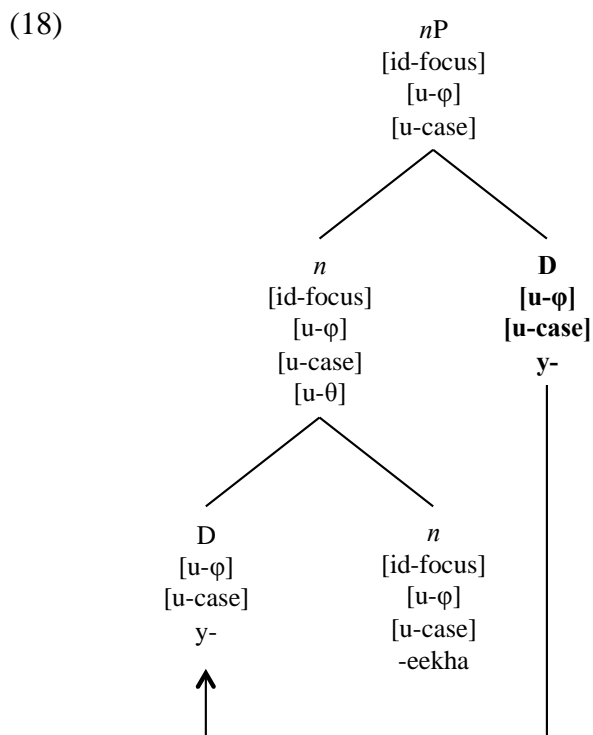 (18)
nP
[id-focus]
[u-φ]
[u-case]
n D
[id-focus] [u-φ]
[u-φ] [u-case]
[u-case] y-
[u-θ]
D n
[u-φ] [id-focus]
[u-case] [u-φ]
y- [u-case]
-eekha